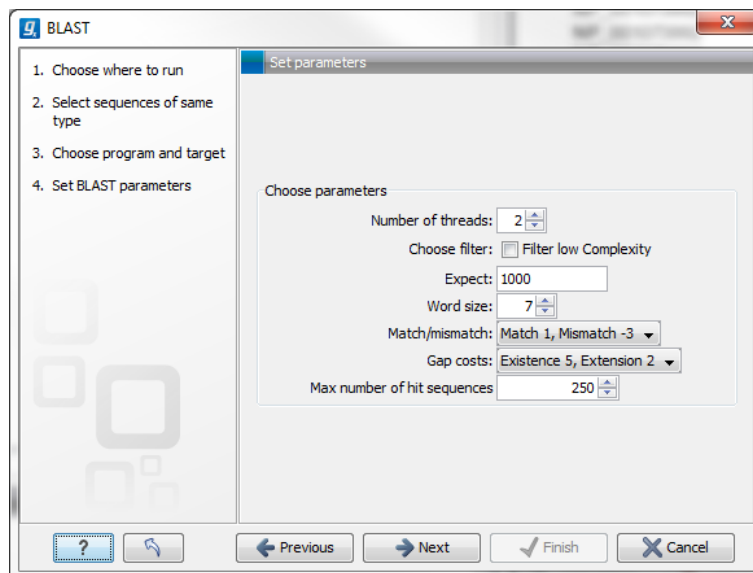 BLAST
1. Choose where to run
2. Select sequences of same
type
3. Choose program and target
4. Set BLAST parameters
Set parameters
Choose parameters
Number of threads: 2
Choose filter: Filter low Complexity
Expect: 1000
Word size: 7
Match/mismatch: Match 1, Mismatch -3
Gap costs: Existence 5, Extension 2
Max number of hit sequences 250
?
Previous
Next
Finish
Cancel